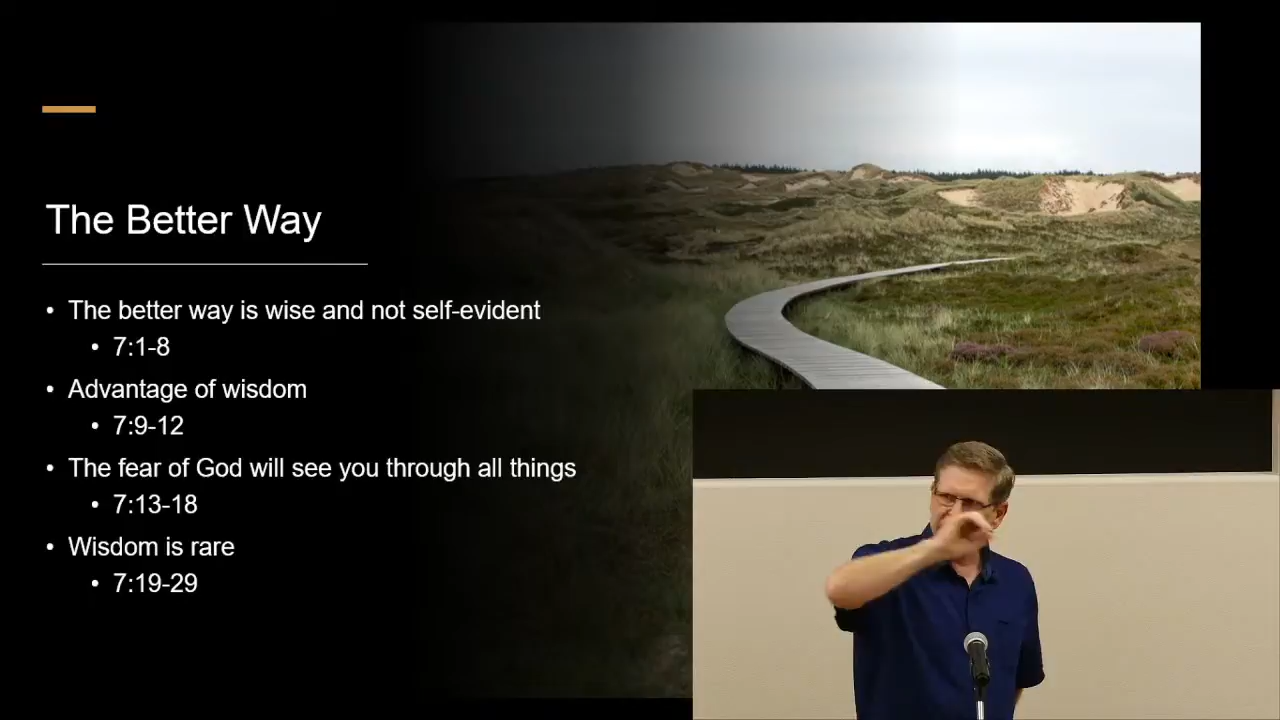 The Better Way
• The better way is wise and not self-evident
• 7:1-8
• Advantage of wisdom
• 7:9-12
• The fear of God will see you through all things
• 7:13-18
• Wisdom is rare
• 7:19-29